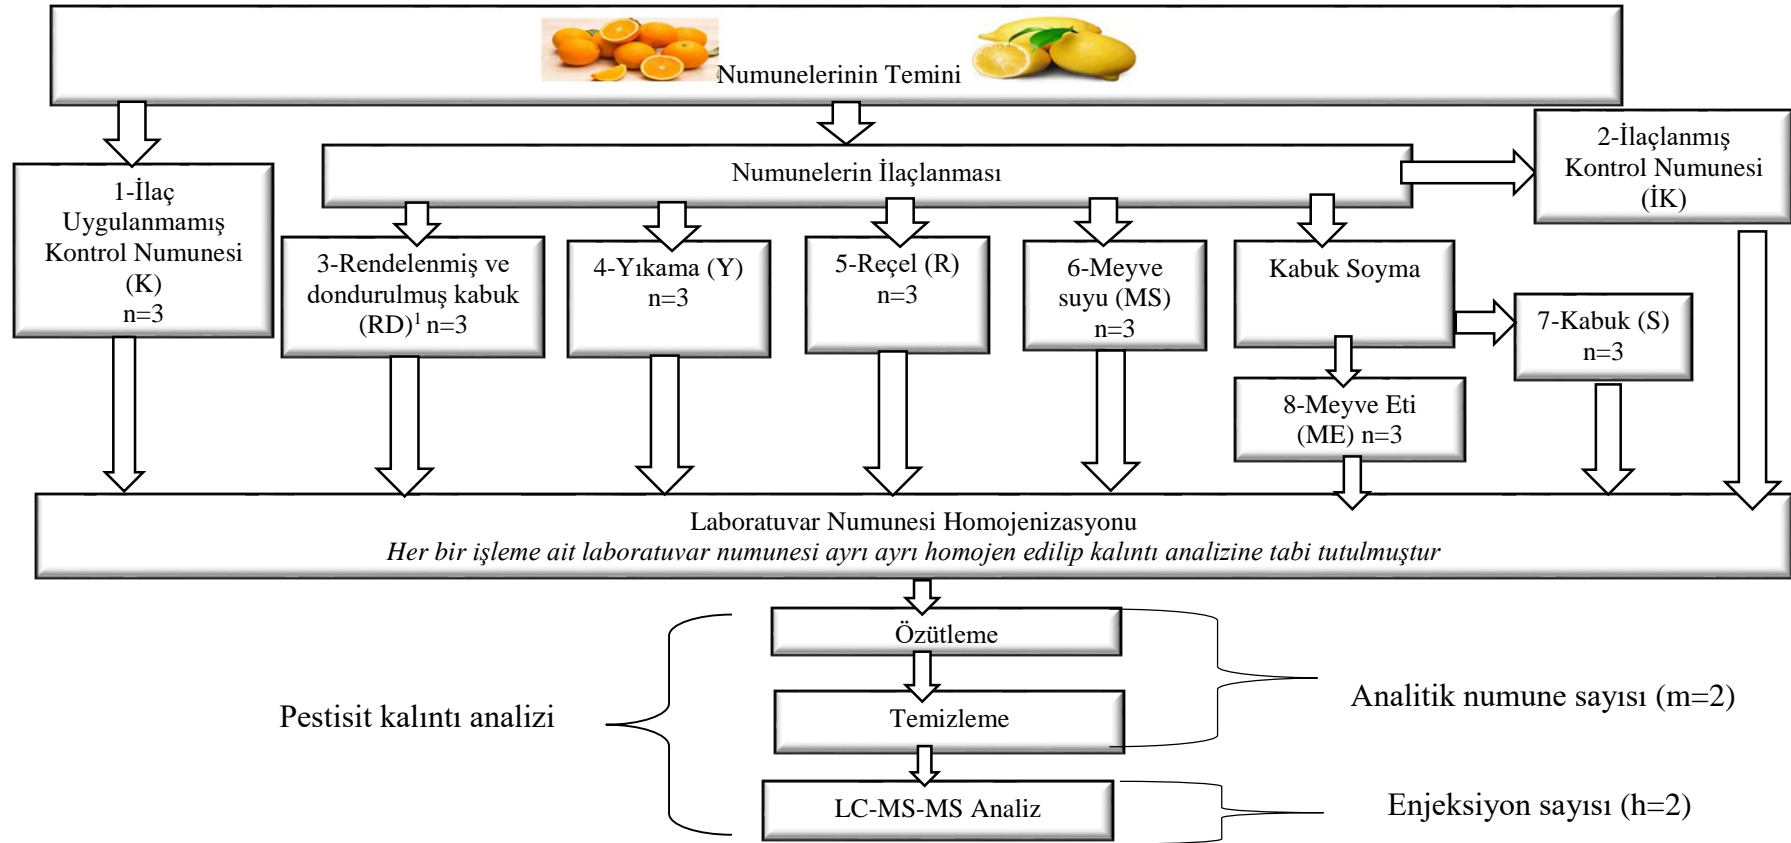 Numunelerinin Temini
1-İlaç
Uygulanmamış
Kontrol Numunesi
(K)
n=3
Numunelerin İlaçlanması
2-İlaçlanmış
Kontrol Numunesi
(İK)
3-Rendelenmiş ve
dondurulmuş kabuk
(RD)¹ n=3
4-Yıkama (Y)
n=3
5-Reçel (R)
n=3
6-Meyve
suyu (MS)
n=3
Kabuk Soyma
7-Kabuk (S)
n=3
8-Meyve Eti
(ME) n=3
Laboratuvar Numunesi Homojenizasyonu
Her bir işleme ait laboratuvar numunesi ayrı ayrı homojen edilip kalıntı analizine tabi tutulmuştur
Özütleme
Temizleme
LC-MS-MS Analiz
Pestisit kalıntı analizi
Analitik numune sayısı (m=2)
Enjeksiyon sayısı (h=2)